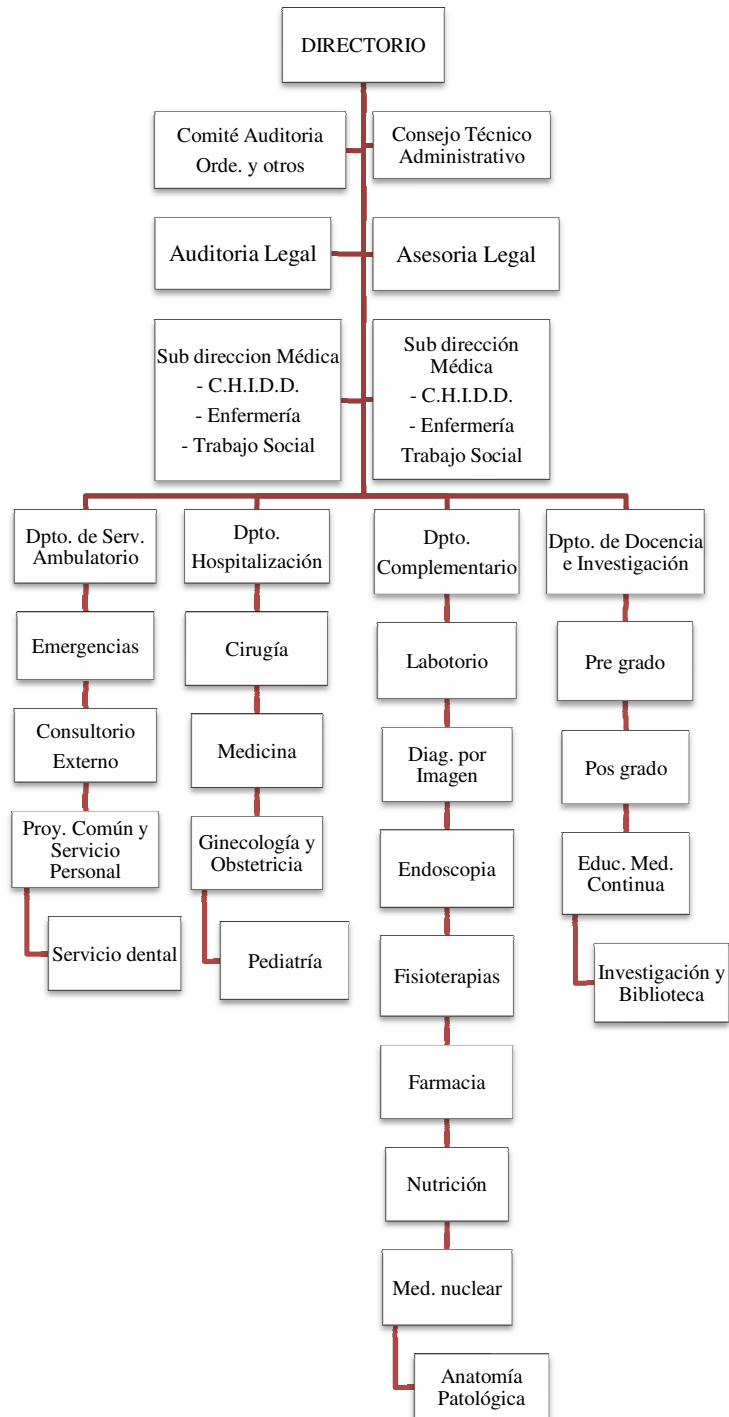 DIRECTORIO
Comité Auditoria
Orde. y otros
Consejo Técnico
Administrativo
Auditoria Legal
Asesoria Legal
Sub direccion Médica
- C.H.I.D.D.
- Enfermería
- Trabajo Social
Sub dirección
Médica
- C.H.I.D.D.
- Enfermería
Trabajo Social
Dpto. de Serv.
Ambulatorio
Emergencias
Consultorio
Externo
Proy. Común y
Servicio
Personal
Servicio dental
Dpto.
Hospitalización
Cirugía
Medicina
Ginecología y
Obstetricia
Pediatría
Dpto.
Complementario
Labotorio
Diag. por
Imagen
Endoscopia
Fisioterapias
Farmacia
Nutrición
Med. nuclear
Anatomía
Patológica
Dpto. de Docencia
e Investigación
Pre grado
Pos grado
Educ. Med.
Continua
Investigación y
Biblioteca